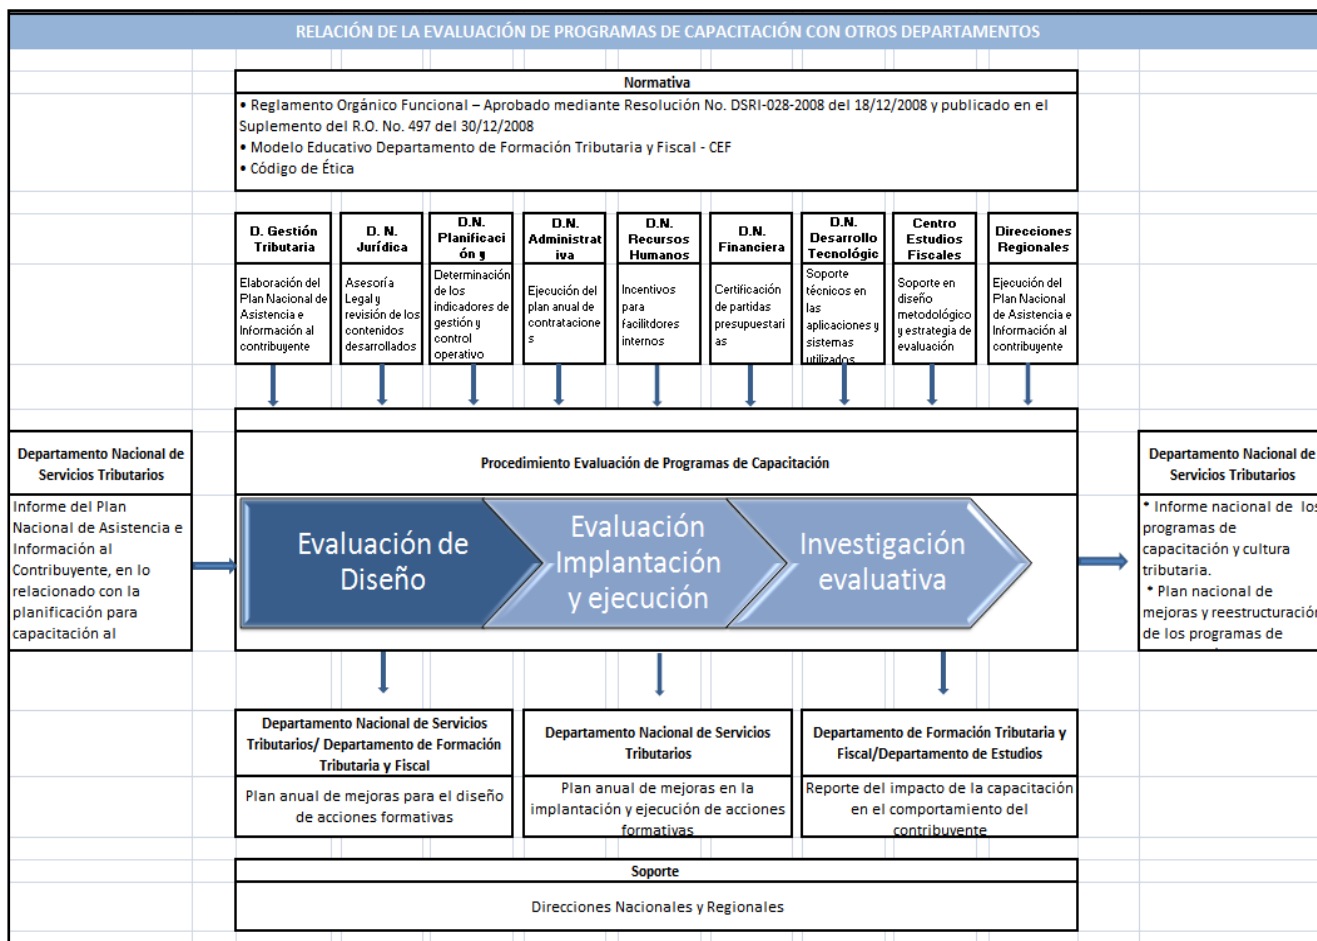 RELACIÓN DE LA EVALUACIÓN DE PROGRAMAS DE CAPACITACIÓN CON OTROS DEPARTAMENTOS
Normativa
• Reglamento Orgánico Funcional – Aprobado mediante Resolución No. DSRI-028-2008 del 18/12/2008 y publicado en el
Suplemento del R.O. No. 497 del 30/12/2008
• Modelo Educativo Departamento de Formación Tributaria y Fiscal - CEF
• Código de Ética
D. Gestión
Tributaria
Elaboración del
Plan Nacional de
Asistencia e
Información al
contribuyente
D. N.
Jurídica
Asesoría
Legal y
revisión de los
contenidos
desarrollados
D.N.
Planificaci
ón y
Determinación
de los
indicadores de
gestión y
control
operativo
D.N.
Administrat
iva
Ejecución del
plan anual de
contratacione
s
D.N.
Recursos
Humanos
Incentivos
para
facilitdores
internos
D.N.
Financiera
Certificación
de partidas
presupuestari
as
D.N.
Desarrollo
Tecnológic
Soporte
técnicos en
las
aplicaciones y
sistemas
utilizados
Centro
Estudios
Fiscales
Soporte en
diseño
metodológico
y estrategia de
evaluación
Direcciones
Regionales
Ejecución del
Plan Nacional
de Asistencia e
Información al
contribuyente
Departamento Nacional de
Servicios Tributarios
Informe del Plan
Nacional de Asistencia e
Información al
Contribuyente, en lo
relacionado con la
planificación para
capacitación al
Procedimiento Evaluación de Programas de Capacitación
Evaluación de
Diseño
Evaluación
Implantación
y ejecución
Investigación
evaluativa
Departamento Nacional de
Servicios Tributarios
* Informe nacional de los
programas de
capacitación y cultura
tributaria.
* Plan nacional de
mejoras y reestructuración
de los programas de
Departamento Nacional de Servicios
Tributarios/ Departamento de Formación
Tributaria y Fiscal
Plan anual de mejoras para el diseño
de acciones formativas
Departamento Nacional de Servicios
Tributarios
Plan anual de mejoras en la
implantación y ejecución de acciones
formativas
Departamento de Formación Tributaria y
Fiscal/Departamento de Estudios
Reporte del impacto de la capacitación
en el comportamiento del
contribuyente
Soporte
Direcciones Nacionales y Regionales